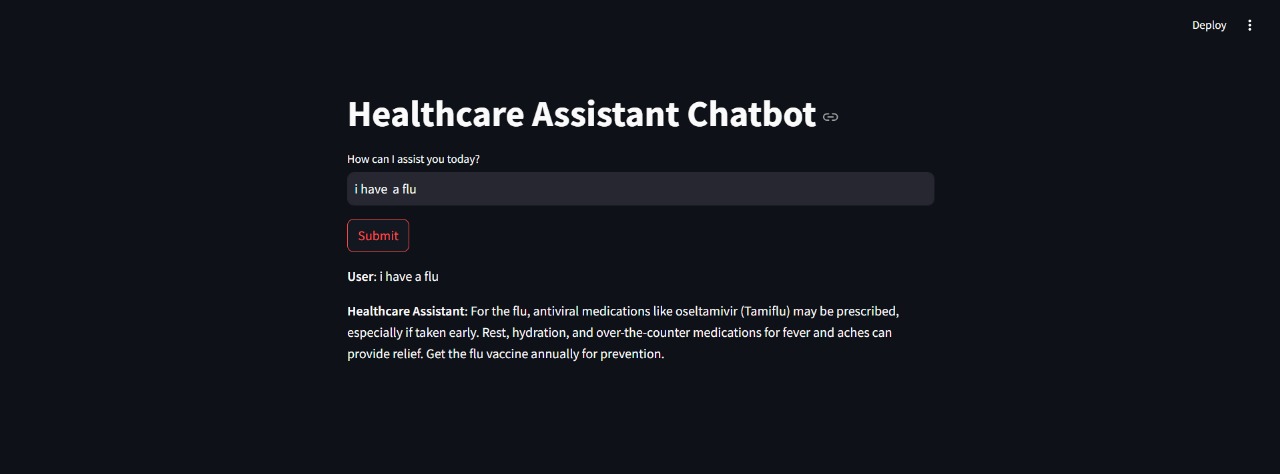 Deploy
Healthcare Assistant Chatbot
How can I assist you today?
i have  a flu
Submit
User: i have a flu
Healthcare Assistant: For the flu, antiviral medications like oseltamivir (Tamiflu) may be prescribed,
especially if taken early. Rest, hydration, and over-the-counter medications for fever and aches can
provide relief. Get the flu vaccine annually for prevention.